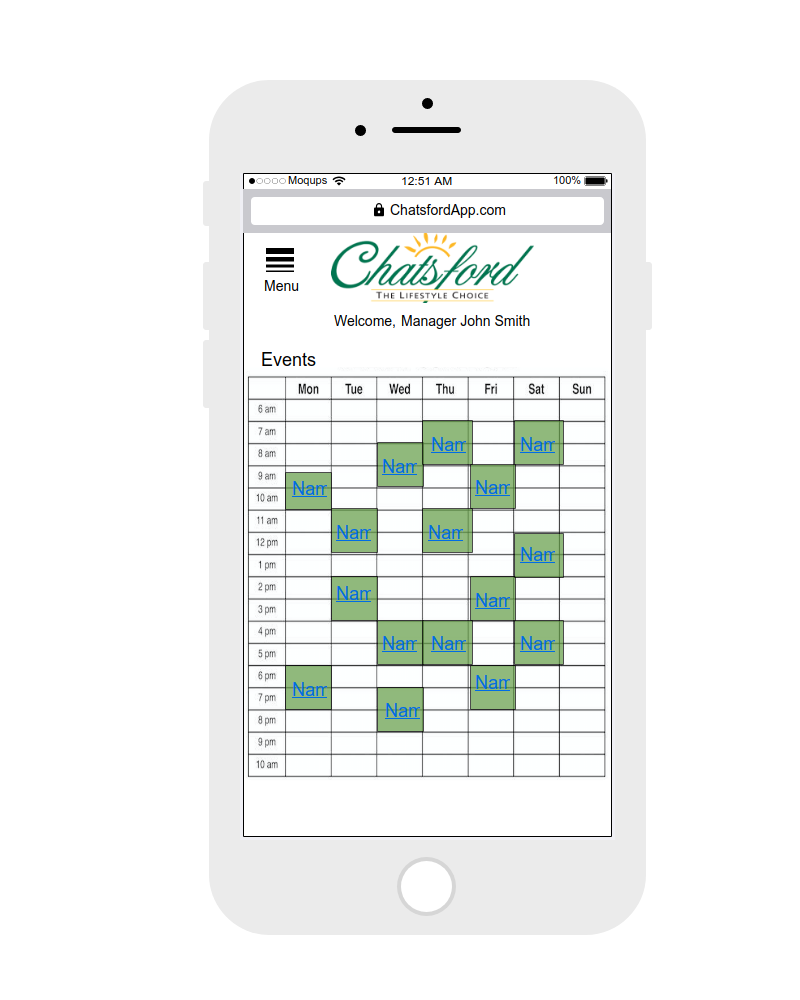 Moqups 12:51 AM 100%
ChatsfordApp.com
Chatsford
THE LIFESTYLE CHOICE
Menu
Welcome, Manager John Smith
Events
Mon Tue Wed Thu Fri Sat Sun
6 am
7 am
Nam Nam
8 am
Nam
9 am
Nam Nam
10 am
11 am
Nam Nam
12 pm
Nam
1 pm
2 pm
Nam Nam
3 pm
4 pm
Nam Nam Nam
5 pm
6 pm
Nam Nam
7 pm
Nam
8 pm
9 pm
10 am